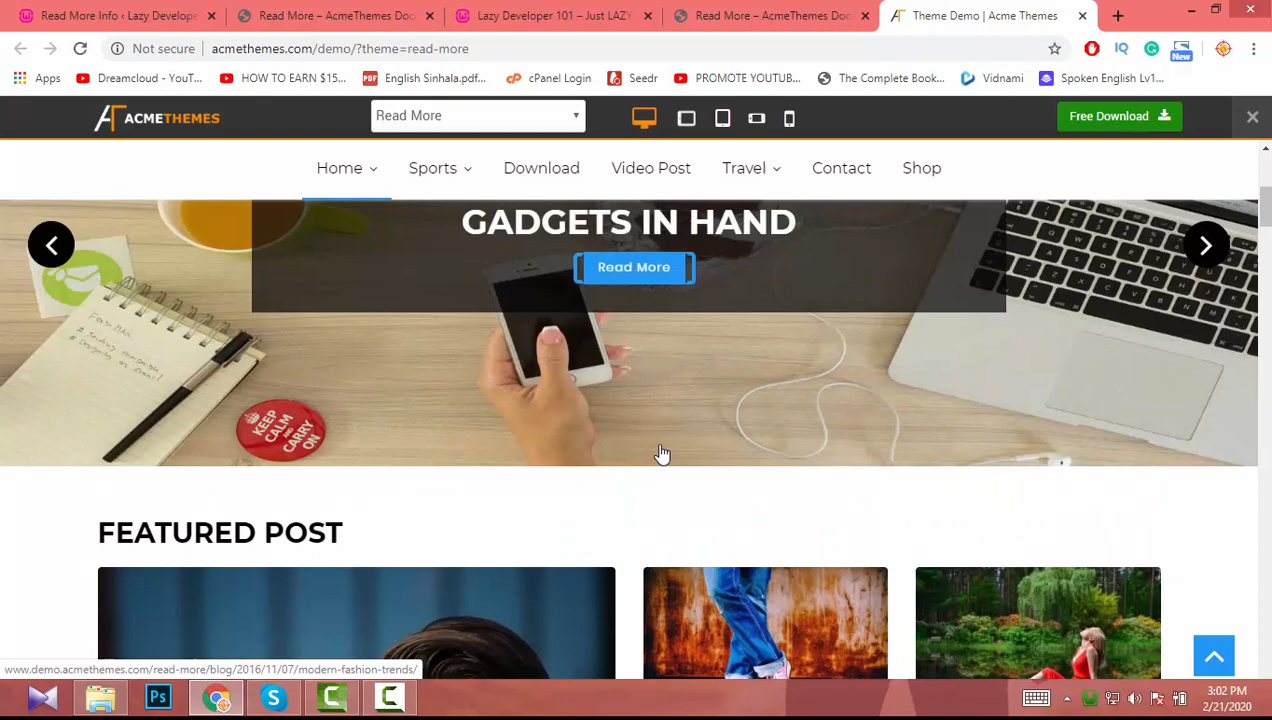 Read More Info ‹ Lazy Develope
Read More – AcmeThemes Doc
Lazy Developer 101 – Just LAZY
Read More – AcmeThemes Doc
Theme Demo | Acme Themes
Not secure
acmethemes.com/demo/?theme=read-more
Apps
Dreamcloud - YouT...
HOW TO EARN $15...
PDF
English Sinhala.pdf...
cP
cPanel Login
Seedr
PROMOTE YOUTUB...
The Complete Book...
Vidnami
Spoken English Lv1...
IQ
New
ACMETHEMES
Read More
Free Download
Home
Sports
Download
Video Post
Travel
Contact
Shop
GADGETS IN HAND
Read More
KEEP
CALM
AND
CARRY
ON
FEATURED POST
www.demo.acmethemes.com/read-more/blog/2016/11/07/modern-fashion-trends/
Ps
3:02 PM
2/21/2020